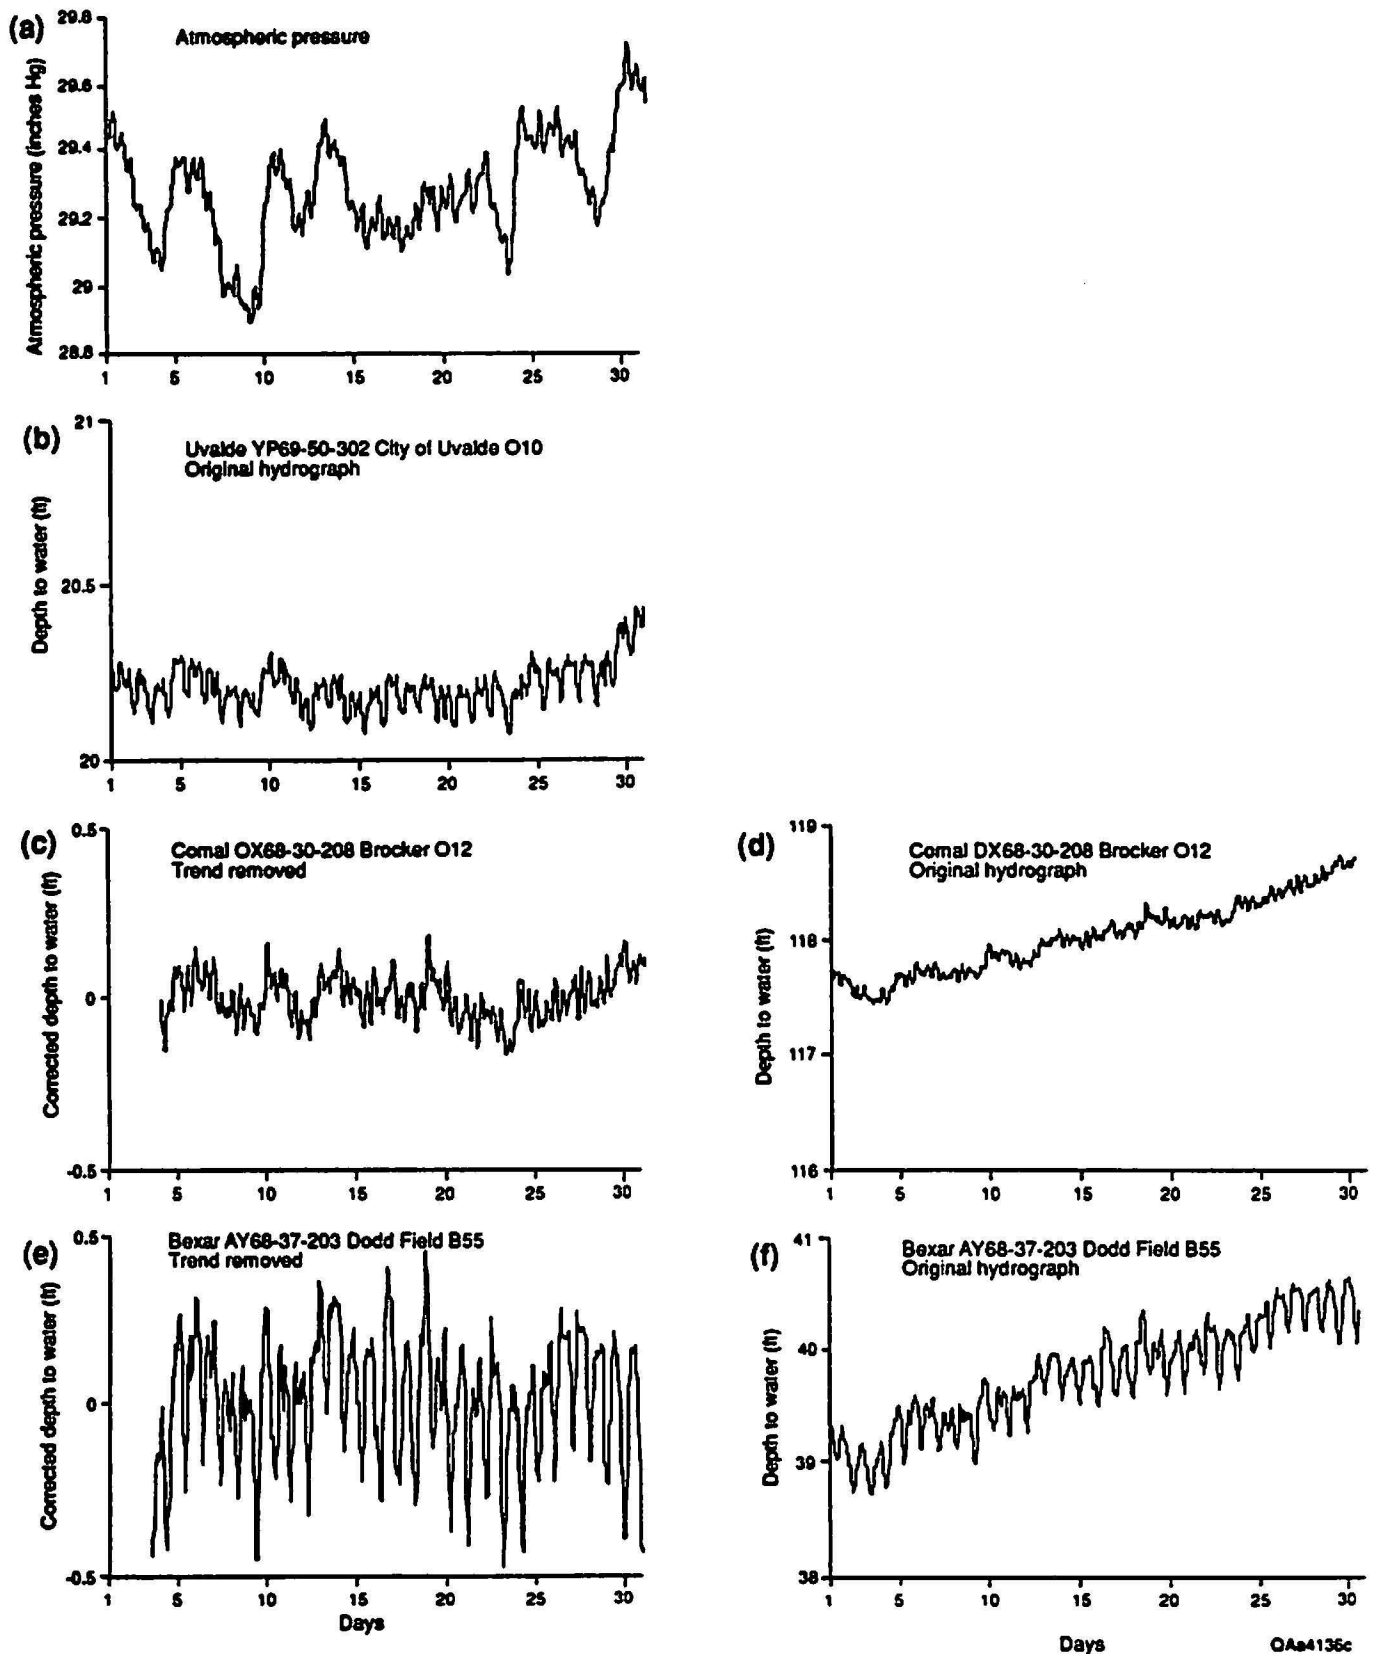 (a)
Atmospheric pressure
Atmospheric pressure (inches Hg)
29.8
29.6
29.4
29.2
29
28.8
1 5 10 15 20 25 30
(b)
Uvalde YP69-50-302 City of Uvalde O10
Original hydrograph
Depth to water (ft)
21
20.5
20
1 5 10 15 20 25 30
(c)
Comal OX68-30-208 Brocker O12
Trend removed
Corrected depth to water (ft)
0.5
0
-0.5
1 5 10 15 20 25 30
(d)
Comal DX68-30-208 Brocker O12
Original hydrograph
Depth to water (ft)
119
118
117
116
1 5 10 15 20 25 30
(e)
Bexar AY68-37-203 Dodd Field B55
Trend removed
Corrected depth to water (ft)
0.5
0
-0.5
1 5 10 15 20 25 30
Days
(f)
Bexar AY68-37-203 Dodd Field B55
Original hydrograph
Depth to water (ft)
41
40
39
38
1 5 10 15 20 25 30
Days
QAa4136c